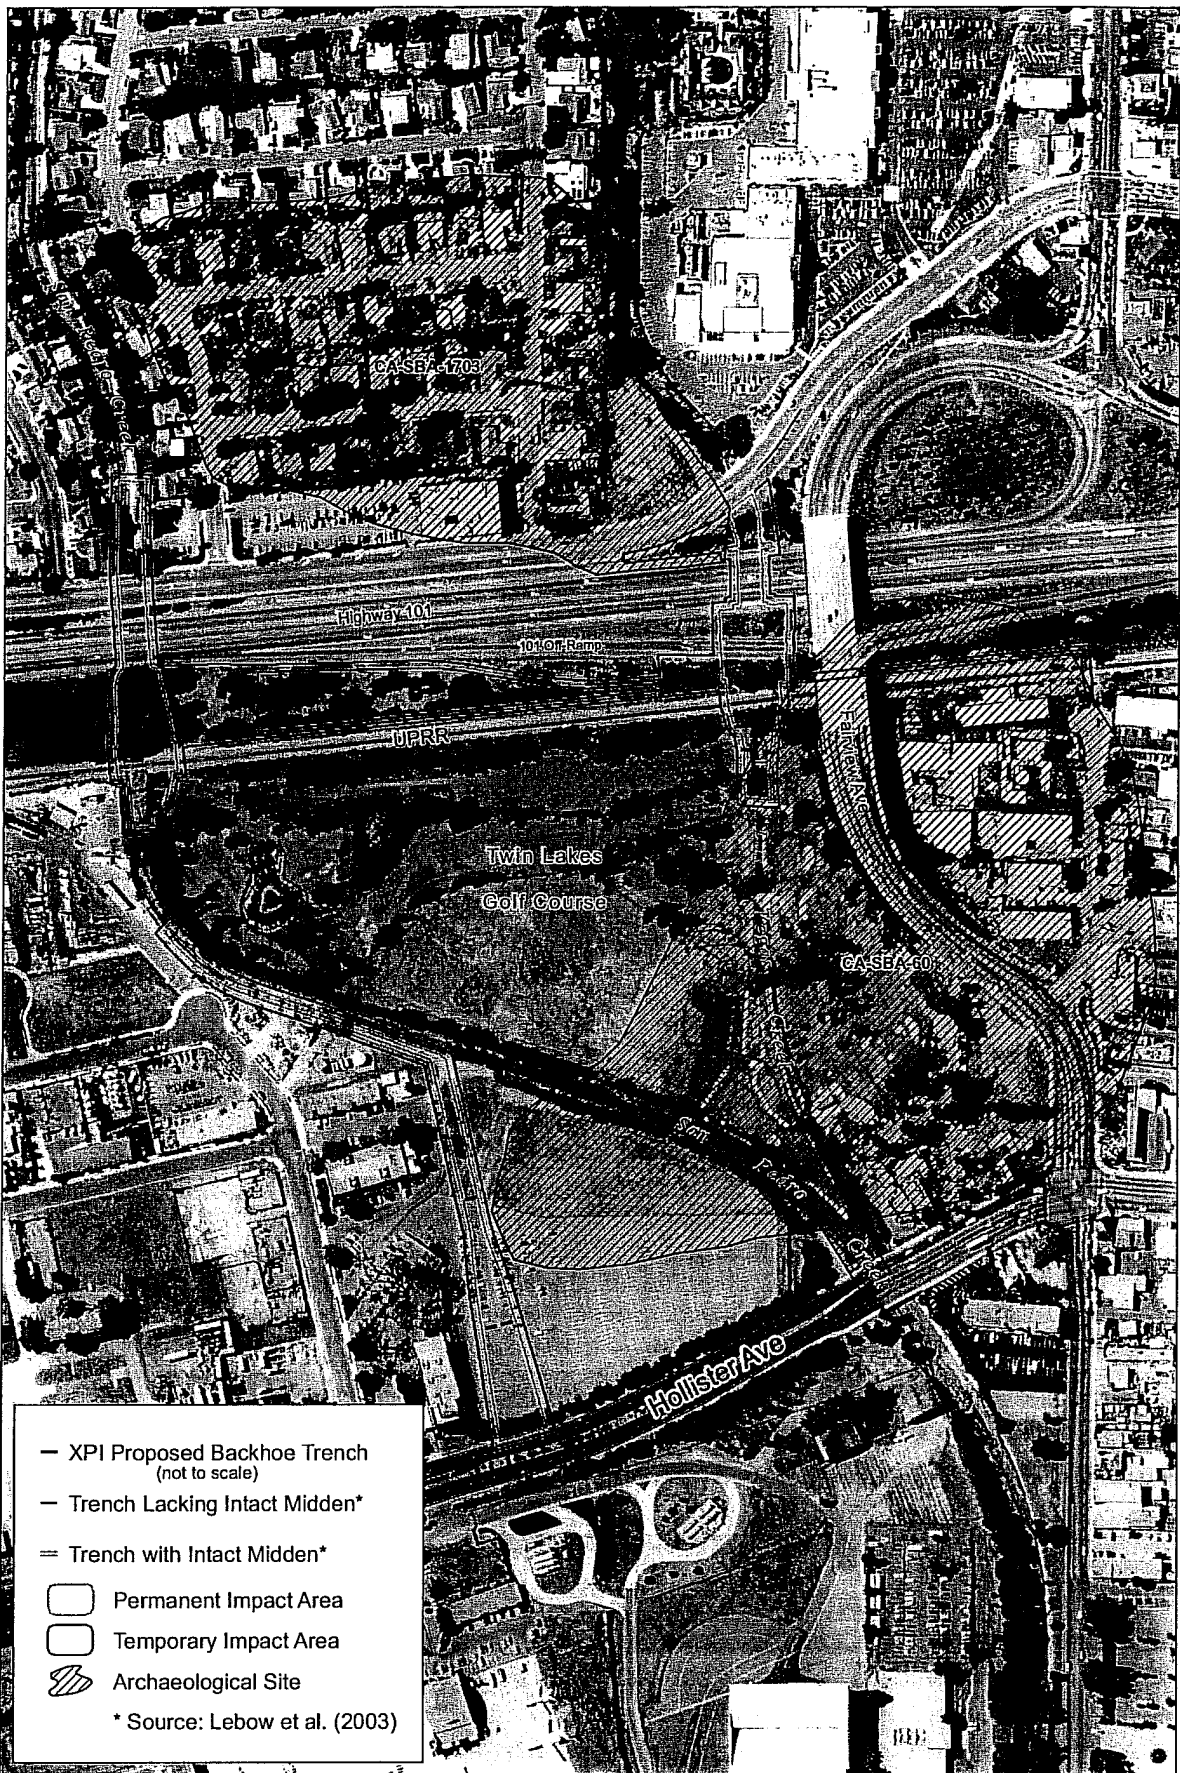 CA-SBA-1703
Highway 101
101 Off Ramp
UPRR
Fairview Ave
Twin Lakes
Golf Course
CA-SBA-60
Creek
San
Hollister Ave
XPI Proposed Backhoe Trench
(not to scale)
Trench Lacking Intact Midden*
Trench with Intact Midden*
Permanent Impact Area
Temporary Impact Area
Archaeological Site
* Source: Lebow et al. (2003)